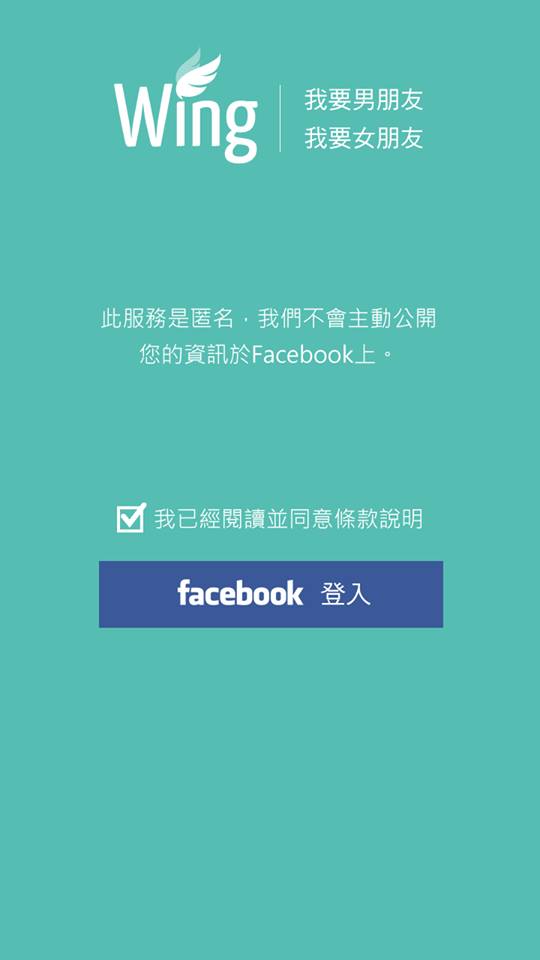 Wing
我要男朋友
我要女朋友
此服務是匿名，我們不會主動公開
您的資訊於Facebook上。
我已經閱讀並同意條款說明
facebook 登入